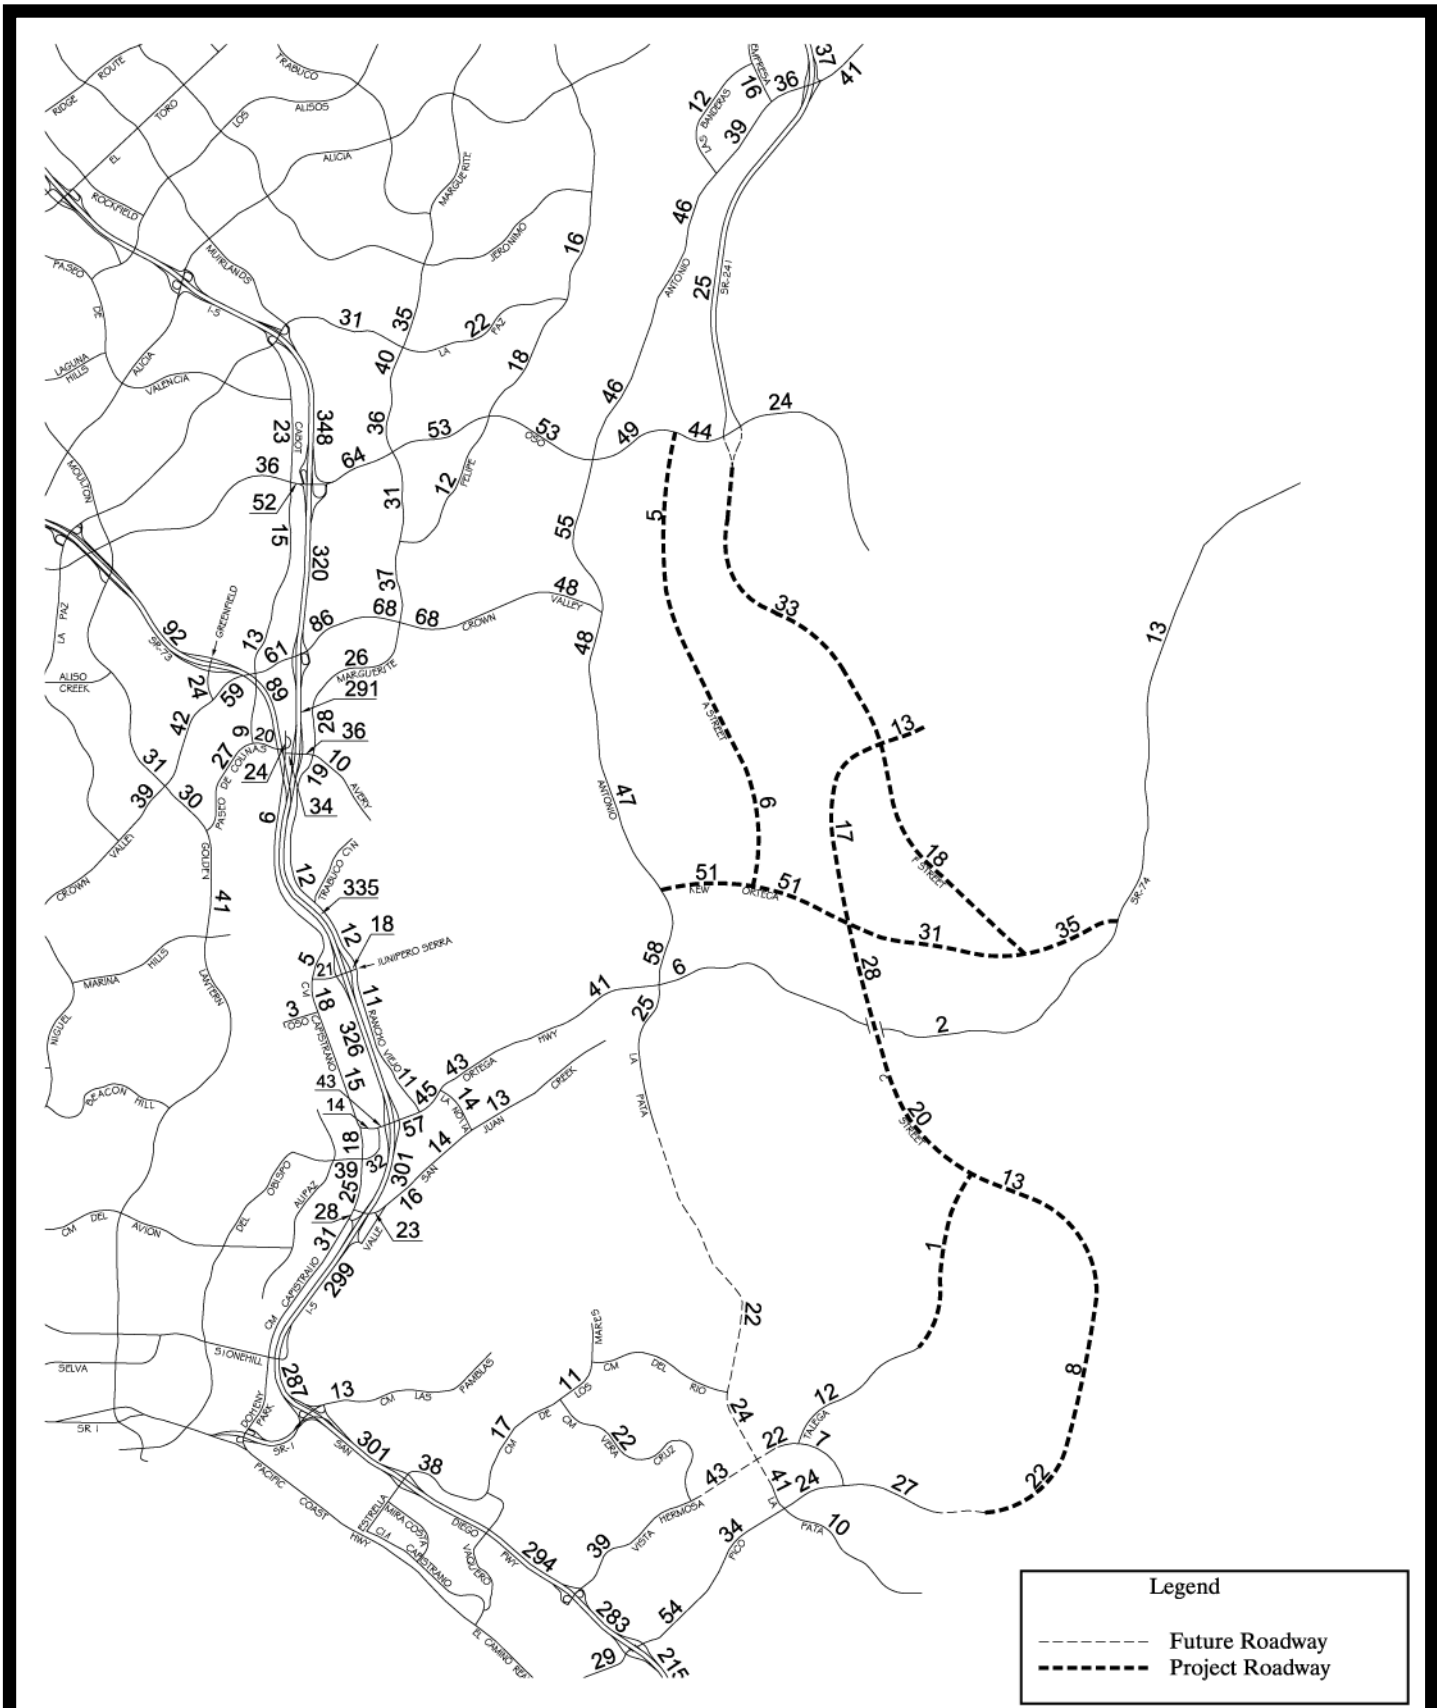 TRABUCO
ROUTE
RIDGE
EL
TORO
LOS
ALISOS
ALICIA
MARGUERITE
ROCKFIELD
MUIRLANDS
JERONIMO
PASEO
DE
I-5
LAGUNA
HILLS
ALICIA
VALENCIA
31
35
40
22
LA
PAZ
16
18
EMPRESA
37
41
36
16
12
LAS
BANDERAS
39
46
ANTONIO
25
SR-241
46
24
44
49
53
OSO
53
36
64
348
23
CABOT
36
52
15
320
MOULTON
31
12
FELIPE
55
5
37
48
VALLEY
68
68
CROWN
86
GREENFIELD
92
SR-73
LA PAZ
13
61
89
59
24
42
26
MARGUERITE
291
28
36
ALISO
CREEK
48
33
A STREET
13
13
20
9
27
PASEO
DE COLINAS
24
34
19
10
AVERY
31
39
30
9
VALLEY
CROWN
GOLDEN
41
LANTERN
12
TRABUCO CYN
335
12
18
JUNIPERO SERRA
47
ANTONIO
6
17
18
F STREET
51
NEW
ORTEGA
51
31
35
SR-74
58
6
28
2
MARINA
HILLS
NIGUEL
5
21
CM
18
3
OSO
CAPISTRANO
326
11
RANCHO VIEJO
15
11
41
25
HWY
43
ORTEGA
45
14
LA NOVIA
13
JUAN
CREEK
LA
PATA
C
20
STREET
13
BEACON
HILL
43
14
57
18
39
32
301
14
SAN
16
OBISPO
DEL
ALIPAZ
25
28
23
VALLE
31
299
I-5
CM
CAPISTRANO
CM
DEL
AVION
1
8
22
SELVA
STONEHILL
287
13
CM
LAS
RAMBLAS
DOHENY
PARK
SR 1
SR-1
SAN
301
38
MARES
CM
DEL
RIO
11
LOS
DE
17
CM
CM
22
VERA
CRUZ
24
12
TALEGA
22
7
43
41
24
27
22
LA
PATA
10
HERMOSA
VISTA
39
34
PICO
PACIFIC
COAST
HWY
ESTRELLA
MIRA COSTA
CM
CAPISTRANO
DIEGO
FWY
VAQUERO
294
283
54
29
215
Legend
Future Roadway
Project Roadway